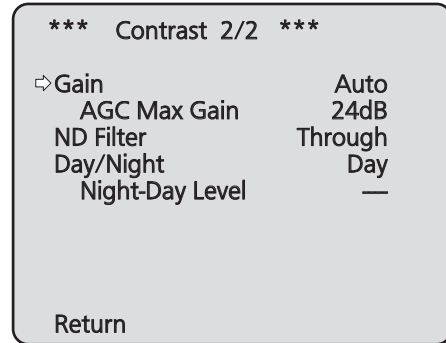 *** Contrast 2/2 ***
⇨Gain Auto
AGC Max Gain 24dB
ND Filter Through
Day/Night Day
Night-Day Level —
Return